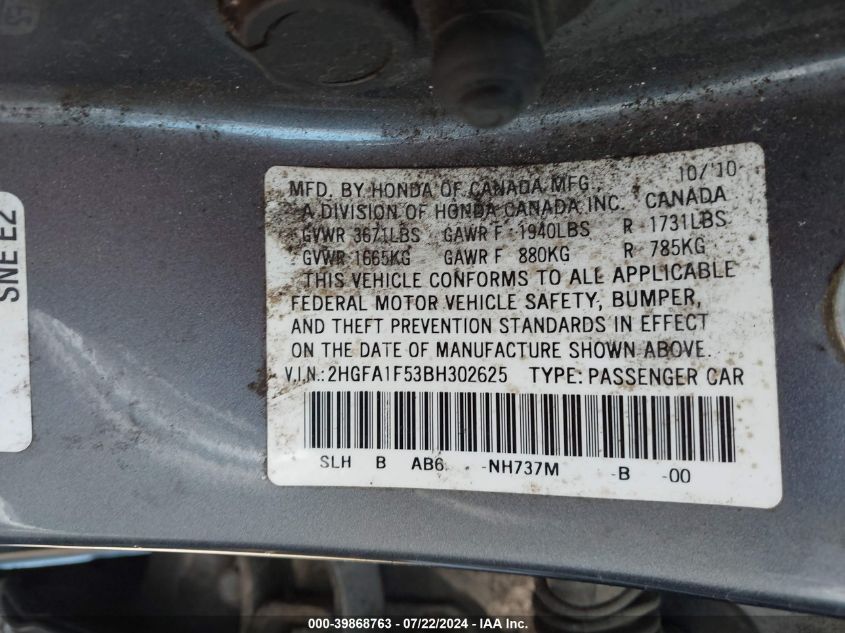 10/'10
MFD. BY HONDA OF CANADA MFG.,
A DIVISION OF HONDA CANADA INC. CANADA
GVWR 3671LBS GAWR F 1940LBS R 1731LBS
GVWR 1665KG GAWR F 880KG R 785KG
THIS VEHICLE CONFORMS TO ALL APPLICABLE
FEDERAL MOTOR VEHICLE SAFETY, BUMPER,
AND THEFT PREVENTION STANDARDS IN EFFECT
ON THE DATE OF MANUFACTURE SHOWN ABOVE.
V.I.N.: 2HGFA1F53BH302625 TYPE: PASSENGER CAR
SLH B AB6 -NH737M -B -00
SNE E2
000-39868763 - 07/22/2024 - IAA Inc.